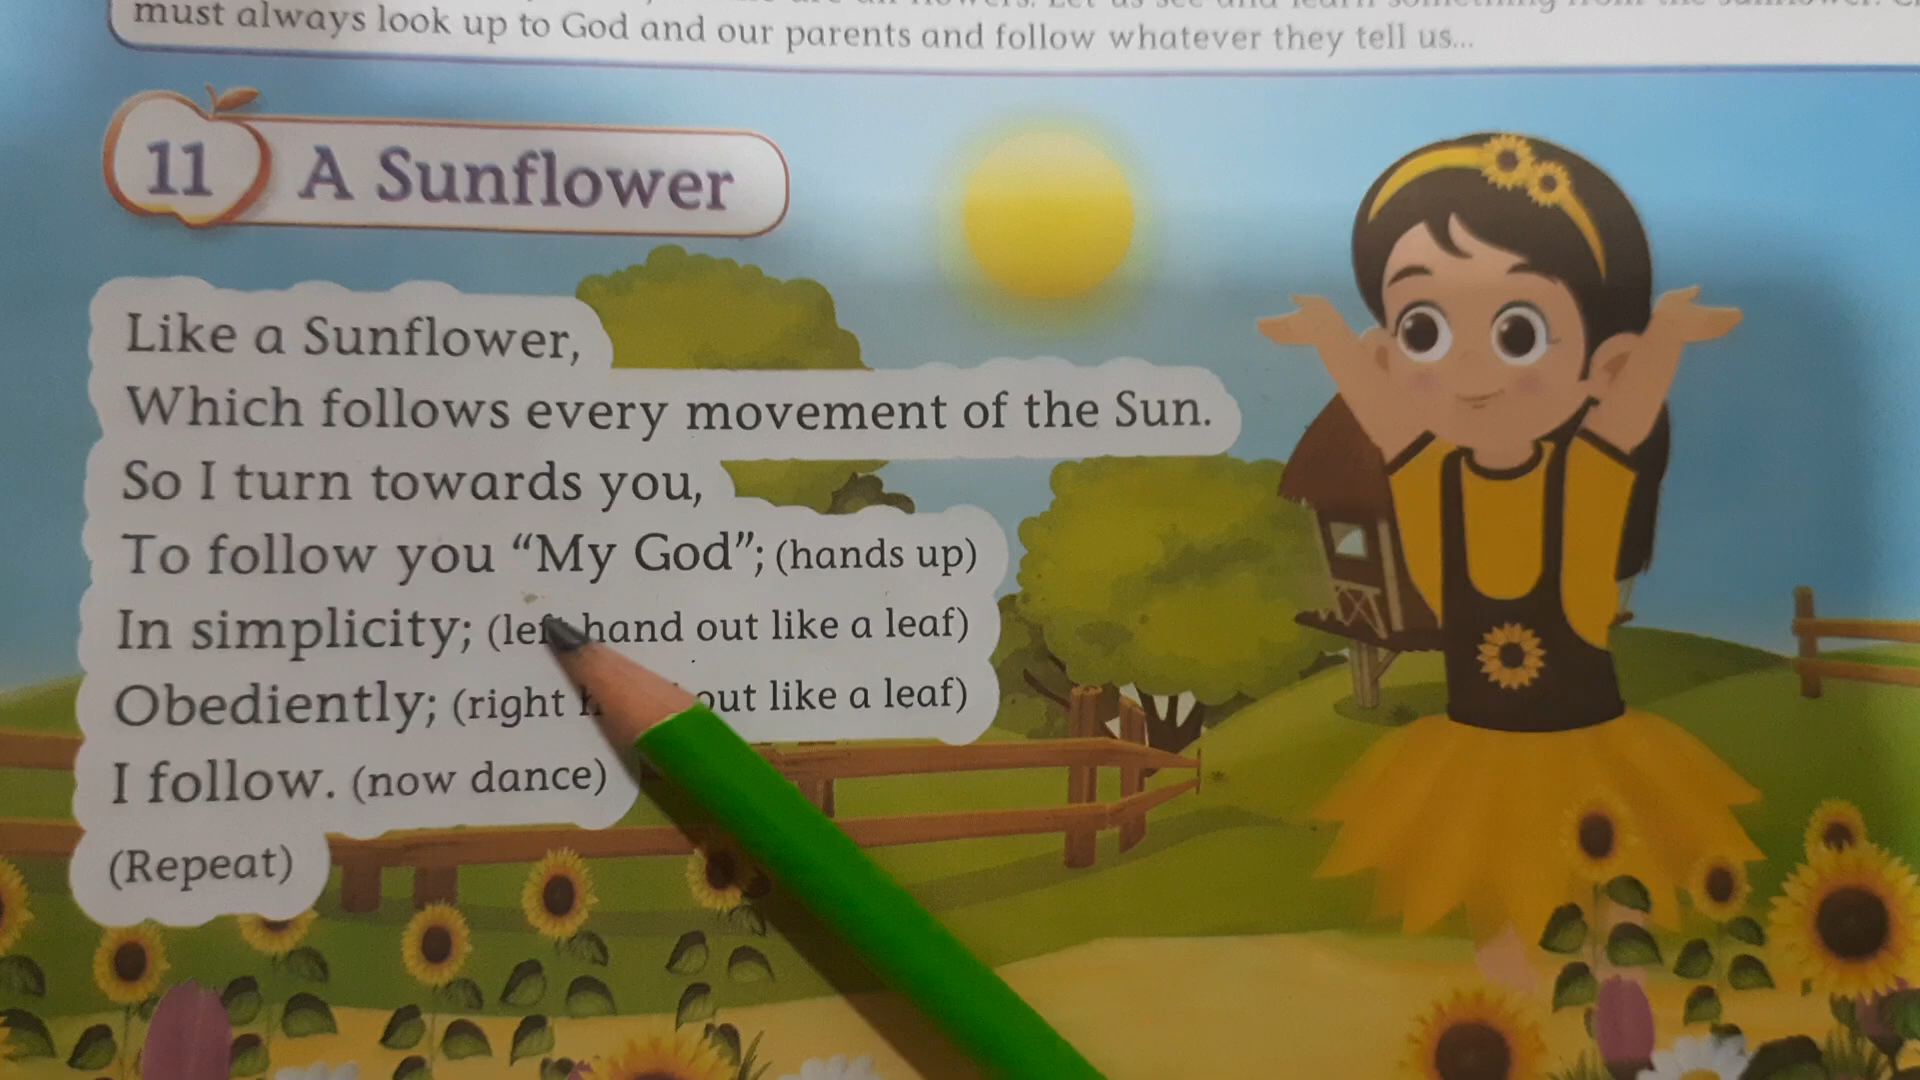 must always look up to God and our parents and follow whatever they tell us...
11 A Sunflower
Like a Sunflower,
Which follows every movement of the Sun.
So I turn towards you,
To follow you “My God”; (hands up)
In simplicity; (left hand out like a leaf)
Obediently; (right out like a leaf)
I follow. (now dance)
(Repeat)